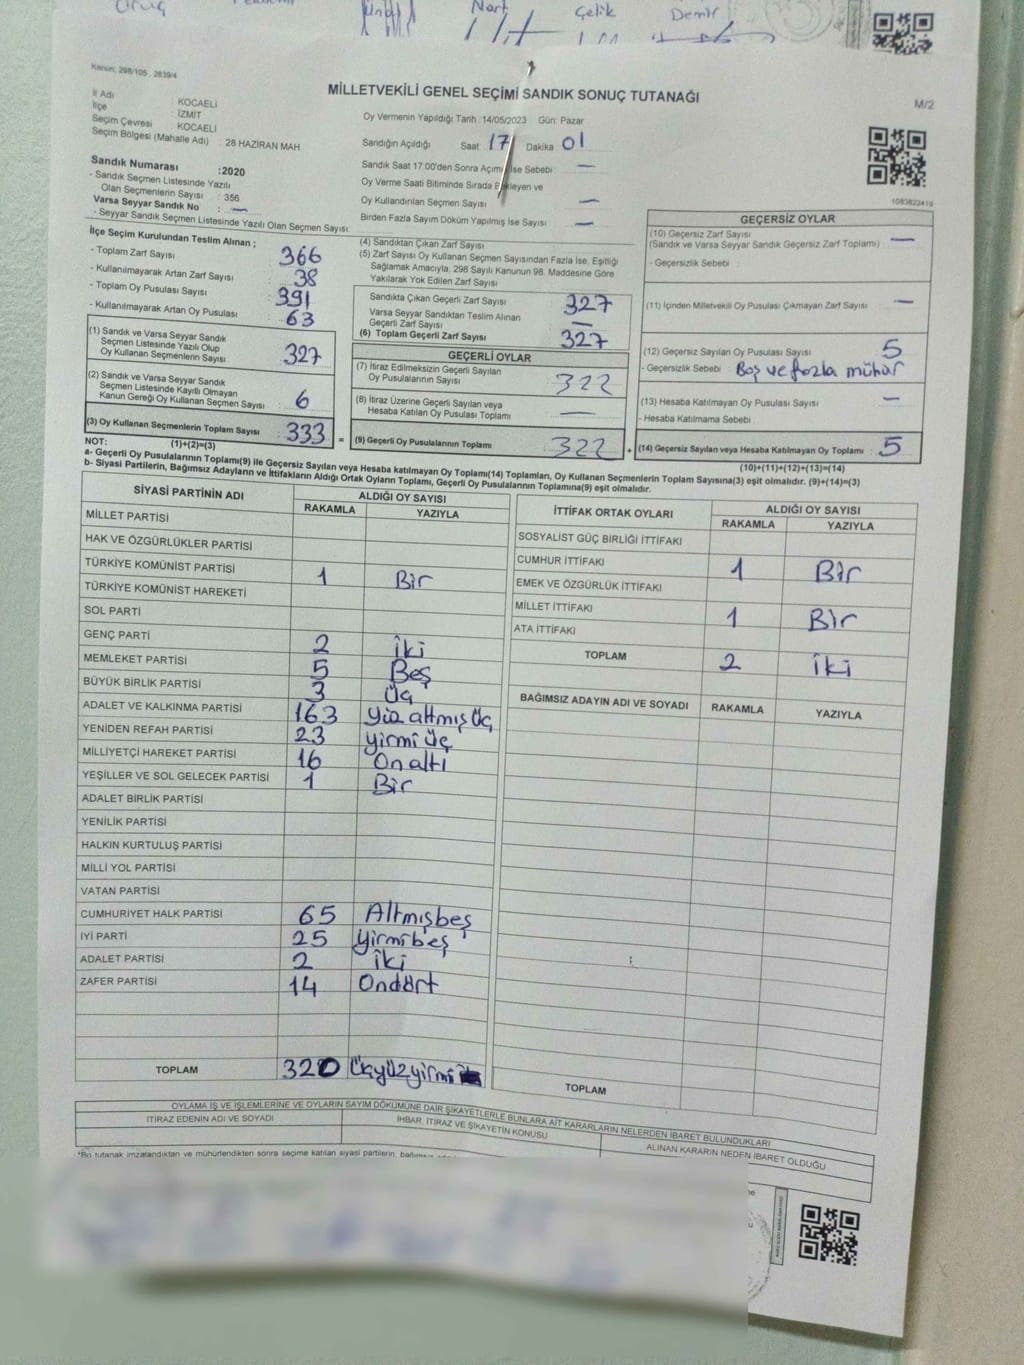 Nart Çelik Demir
Kanun: 298/105, 2839/4
MİLLETVEKİLİ GENEL SEÇİMİ SANDIK SONUÇ TUTANAĞI
M/2
İl Adı : KOCAELİ
İlçe : İZMİT
Seçim Çevresi : KOCAELİ
Seçim Bölgesi (Mahalle Adı) : 28 HAZİRAN MAH
Oy Vermenin Yapıldığı Tarih : 14/05/2023 Gün: Pazar
Sandığın Açıldığı Saat 17 Dakika 01
Sandık Saat 17:00'den Sonra Açılmış İse Sebebi : —
Oy Verme Saati Bitiminde Sırada Bekleyen ve
Oy Kullandırılan Seçmen Sayısı : —
Birden Fazla Sayım Döküm Yapılmış İse Sayısı : —
1083822419
Sandık Numarası :2020
- Sandık Seçmen Listesinde Yazılı
Olan Seçmenlerin Sayısı : 356
Varsa Seyyar Sandık No : —
- Seyyar Sandık Seçmen Listesinde Yazılı Olan Seçmen Sayısı:
İlçe Seçim Kurulundan Teslim Alınan ;
- Toplam Zarf Sayısı : 366
- Kullanılmayarak Artan Zarf Sayısı : 38
- Toplam Oy Pusulası Sayısı : 391
- Kullanılmayarak Artan Oy Pusulası : 63
(1) Sandık ve Varsa Seyyar Sandık
Seçmen Listesinde Yazılı Olup
Oy Kullanan Seçmenlerin Sayısı : 327
(2) Sandık ve Varsa Seyyar Sandık
Seçmen Listesinde Kayıtlı Olmayan
Kanun Gereği Oy Kullanan Seçmen Sayısı : 6
(3) Oy Kullanan Seçmenlerin Toplam Sayısı : 333
(1)+(2)=(3)
(4) Sandıktan Çıkan Zarf Sayısı
(5) Zarf Sayısı Oy Kullanan Seçmen Sayısından Fazla İse, Eşitliği
Sağlamak Amacıyla, 298 Sayılı Kanunun 98. Maddesine Göre
Yakılarak Yok Edilen Zarf Sayısı
Sandıkta Çıkan Geçerli Zarf Sayısı : 327
Varsa Seyyar Sandıktan Teslim Alınan
Geçerli Zarf Sayısı : —
(6) Toplam Geçerli Zarf Sayısı : 327
GEÇERLİ OYLAR
(7) İtiraz Edilmeksizin Geçerli Sayılan
Oy Pusulalarının Sayısı : 322
(8) İtiraz Üzerine Geçerli Sayılan veya
Hesaba Katılan Oy Pusulası Toplamı : —
= (9) Geçerli Oy Pusulalarının Toplamı : 322
GEÇERSİZ OYLAR
(10) Geçersiz Zarf Sayısı
(Sandık ve Varsa Seyyar Sandık Geçersiz Zarf Toplamı) : —
- Geçersizlik Sebebi :
(11) İçinden Milletvekili Oy Pusulası Çıkmayan Zarf Sayısı : —
(12) Geçersiz Sayılan Oy Pusulası Sayısı : 5
- Geçersizlik Sebebi : Boş ve fazla mühür
(13) Hesaba Katılmayan Oy Pusulası Sayısı : —
- Hesaba Katılmama Sebebi :
+ (14) Geçersiz Sayılan veya Hesaba Katılmayan Oy Toplamı : 5
(10)+(11)+(12)+(13)=(14)
NOT:
a- Geçerli Oy Pusulaların Toplamı(9) ile Geçersiz Sayılan veya Hesaba katılmayan Oy Toplamı(14) Toplamları, Oy Kullanan Seçmenlerin Toplam Sayısına(3) eşit olmalıdır. (9)+(14)=(3)
b- Siyasi Partilerin, Bağımsız Adayların ve İttifakların Aldığı Ortak Oyların Toplamı, Geçerli Oy Pusulalarının Toplamına(9) eşit olmalıdır.
SİYASİ PARTİNİN ADI ALDIĞI OY SAYISI
RAKAMLA YAZIYLA
MİLLET PARTİSİ
HAK VE ÖZGÜRLÜKLER PARTİSİ
TÜRKİYE KOMÜNİST PARTİSİ 1 Bir
TÜRKİYE KOMÜNİST HAREKETİ
SOL PARTİ
GENÇ PARTİ 2 iki
MEMLEKET PARTİSİ 5 Beş
BÜYÜK BİRLİK PARTİSİ 3 Üç
ADALET VE KALKINMA PARTİSİ 163 Yüz altmış üç
YENİDEN REFAH PARTİSİ 23 yirmi üç
MİLLİYETÇİ HAREKET PARTİSİ 16 On altı
YEŞİLLER VE SOL GELECEK PARTİSİ 1 Bir
ADALET BİRLİK PARTİSİ
YENİLİK PARTİSİ
HALKIN KURTULUŞ PARTİSİ
MİLLİ YOL PARTİSİ
VATAN PARTİSİ
CUMHURİYET HALK PARTİSİ 65 Altmışbeş
İYİ PARTİ 25 yirmibeş
ADALET PARTİSİ 2 iki
ZAFER PARTİSİ 14 Ondört
TOPLAM 320 Üçyüzyirmi
İTTİFAK ORTAK OYLARI ALDIĞI OY SAYISI
RAKAMLA YAZIYLA
SOSYALİST GÜÇ BİRLİĞİ İTTİFAKI
CUMHUR İTTİFAKI 1 Bir
EMEK VE ÖZGÜRLÜK İTTİFAKI
MİLLET İTTİFAKI 1 Bir
ATA İTTİFAKI
TOPLAM 2 iki
BAĞIMSIZ ADAYIN ADI VE SOYADI RAKAMLA YAZIYLA
TOPLAM
OYLAMA İŞ VE İŞLEMLERİNE VE OYLARIN SAYIM DÖKÜMÜNE DAİR ŞİKAYETLERLE BUNLARA AİT KARARLARIN NELERDEN İBARET BULUNDUKLARI
İTİRAZ EDENİN ADI VE SOYADI İHBAR, İTİRAZ VE ŞİKAYETİN KONUSU ALINAN KARARIN NEDEN İBARET OLDUĞU
*Bu tutanak imzalandıktan ve mühürlendikten sonra seçime katılan siyasi partilerin, bağımsız